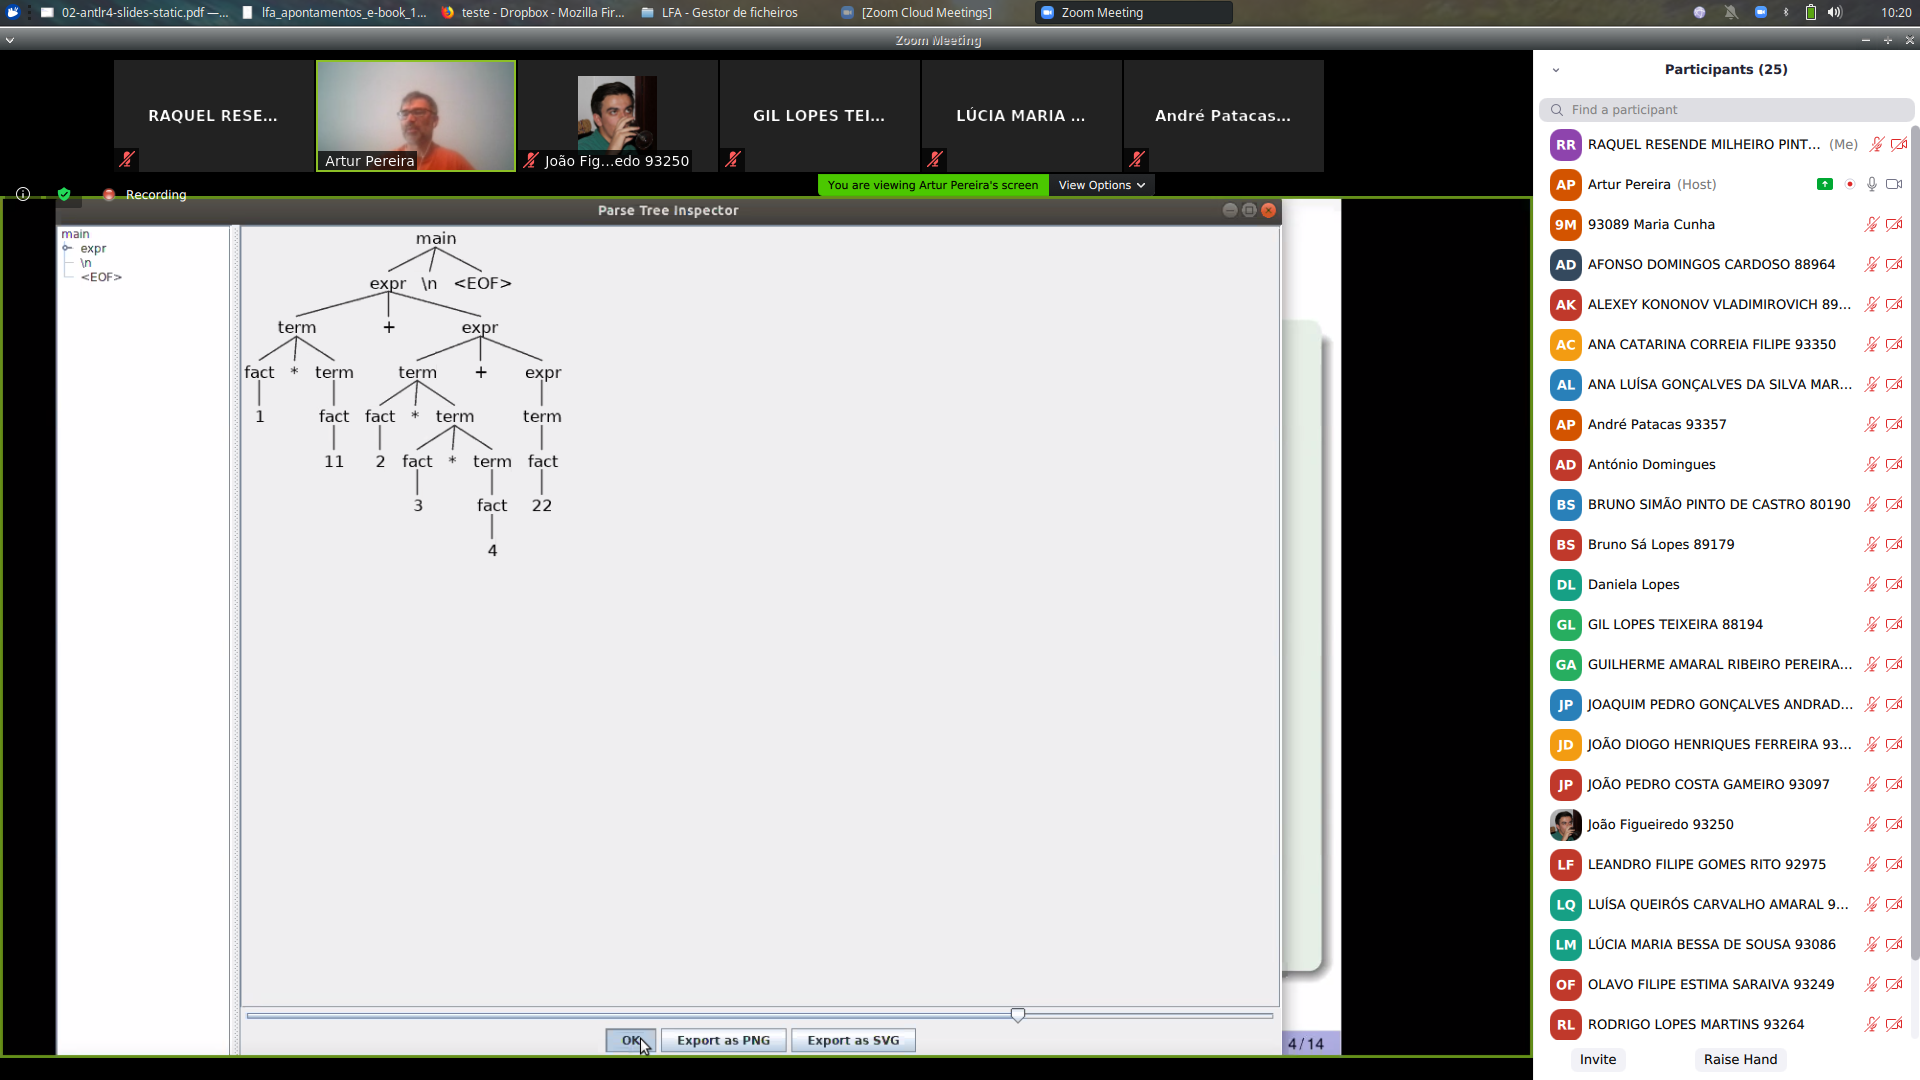 02-antlr4-slides-static.pdf —... lfa_apontamentos_e-book_1... teste - Dropbox - Mozilla Fir... LFA - Gestor de ficheiros [Zoom Cloud Meetings] Zoom Meeting 10:20
Zoom Meeting
RAQUEL RESE...
Artur Pereira
João Fig...edo 93250
GIL LOPES TEI...
LÚCIA MARIA ...
André Patacas...
Recording
You are viewing Artur Pereira's screen View Options
Parse Tree Inspector
main
expr
\n
<EOF>
main
expr \n <EOF>
term + expr
fact * term term + expr
1 fact fact * term term
11 2 fact * term fact
3 fact 22
4
OK Export as PNG Export as SVG
4/14
Participants (25)
Find a participant
RR RAQUEL RESENDE MILHEIRO PINT... (Me)
AP Artur Pereira (Host)
9M 93089 Maria Cunha
AD AFONSO DOMINGOS CARDOSO 88964
AK ALEXEY KONONOV VLADIMIROVICH 89...
AC ANA CATARINA CORREIA FILIPE 93350
AL ANA LUÍSA GONÇALVES DA SILVA MAR...
AP André Patacas 93357
AD António Domingues
BS BRUNO SIMÃO PINTO DE CASTRO 80190
BS Bruno Sá Lopes 89179
DL Daniela Lopes
GL GIL LOPES TEIXEIRA 88194
GA GUILHERME AMARAL RIBEIRO PEREIRA...
JP JOAQUIM PEDRO GONÇALVES ANDRAD...
JD JOÃO DIOGO HENRIQUES FERREIRA 93...
JP JOÃO PEDRO COSTA GAMEIRO 93097
João Figueiredo 93250
LF LEANDRO FILIPE GOMES RITO 92975
LQ LUÍSA QUEIRÓS CARVALHO AMARAL 9...
LM LÚCIA MARIA BESSA DE SOUSA 93086
OF OLAVO FILIPE ESTIMA SARAIVA 93249
RL RODRIGO LOPES MARTINS 93264
Invite Raise Hand